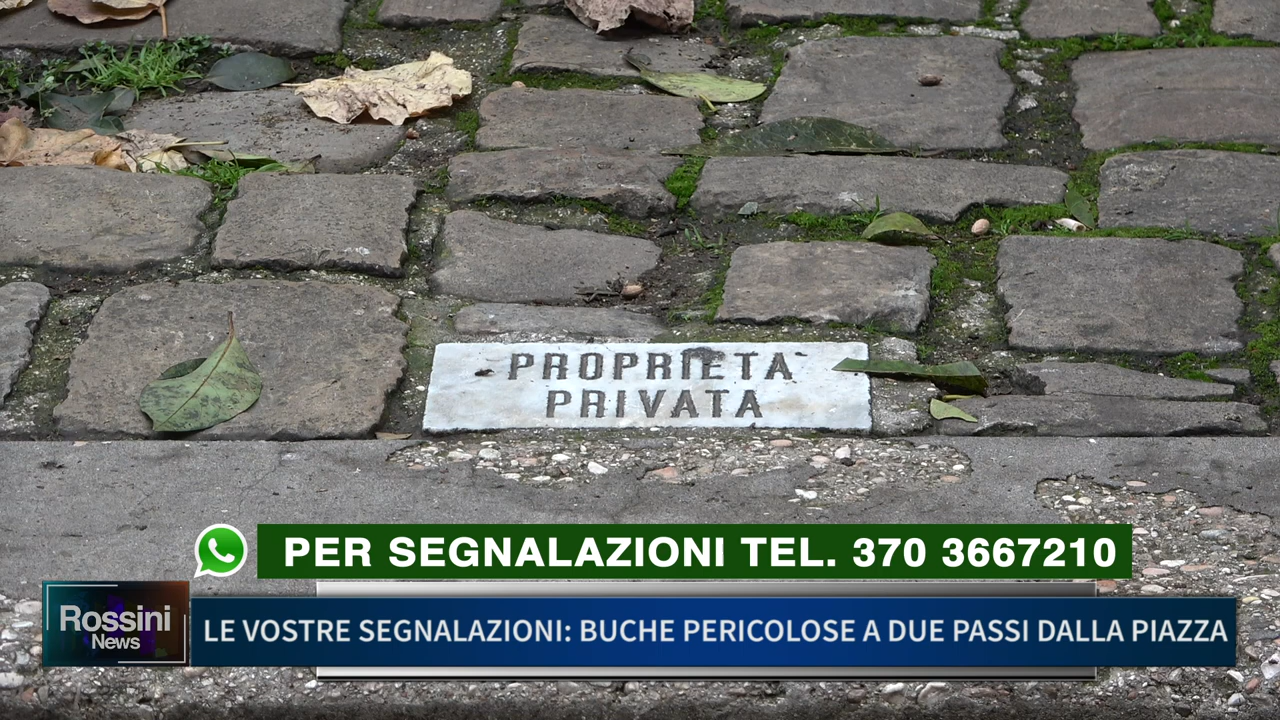 PROPRIETA
PRIVATA
PER SEGNALAZIONI TEL. 370 3667210
Rossini
News
LE VOSTRE SEGNALAZIONI: BUCHE PERICOLOSE A DUE PASSI DALLA PIAZZA